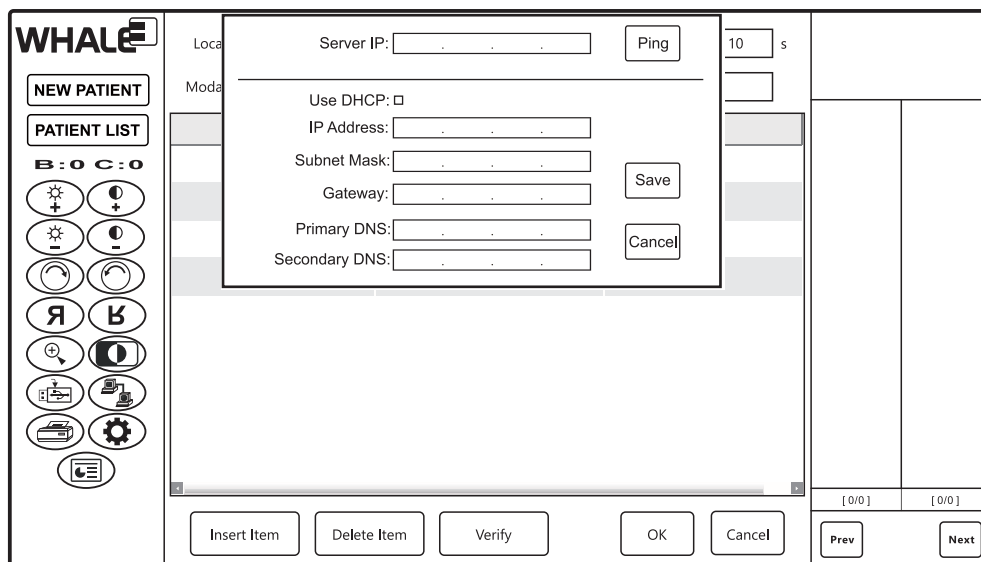 WHALE
NEW PATIENT
PATIENT LIST
B:0 C:0
R
Loca
10 s
Moda
Server IP: . . .
Ping
Use DHCP:
IP Address: . . .
Subnet Mask: . . .
Gateway: . . .
Primary DNS: . . .
Secondary DNS: . . .
Save
Cancel
Insert Item
Delete Item
Verify
OK
Cancel
[ 0/0 ]
[ 0/0 ]
Prev
Next